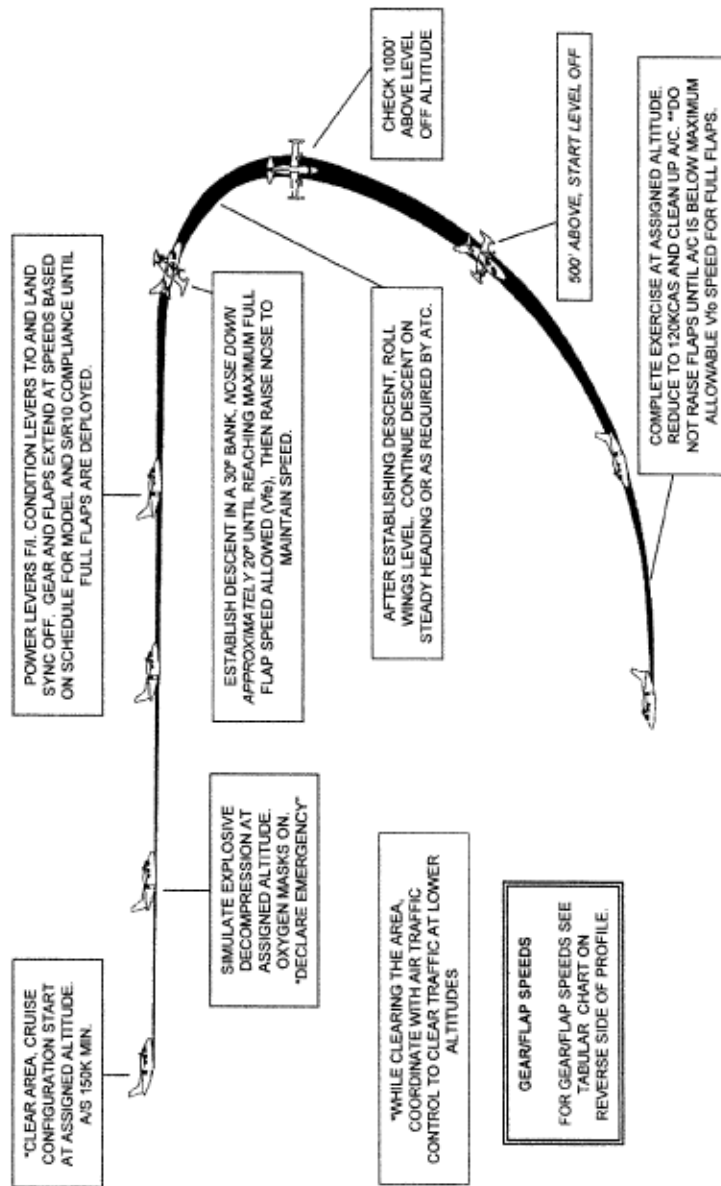 "CLEAR AREA, CRUISE
CONFIGURATION START
AT ASSIGNED ALTITUDE.
A/S 150K MIN.
SIMULATE EXPLOSIVE
DECOMPRESSION AT
ASSIGNED ALTITUDE.
OXYGEN MASKS ON.
"DECLARE EMERGENCY"
POWER LEVERS F/I. CONDITION LEVERS T/O AND LAND
SYNC OFF. GEAR AND FLAPS EXTEND AT SPEEDS BASED
ON SCHEDULE FOR MODEL AND S/R10 COMPLIANCE UNTIL
FULL FLAPS ARE DEPLOYED.
ESTABLISH DESCENT IN A 30° BANK, NOSE DOWN
APPROXIMATELY 20° UNTIL REACHING MAXIMUM FULL
FLAP SPEED ALLOWED (Vfe), THEN RAISE NOSE TO
MAINTAIN SPEED.
AFTER ESTABLISHING DESCENT, ROLL
WINGS LEVEL. CONTINUE DESCENT ON
STEADY HEADING OR AS REQUIRED BY ATC.
CHECK 1000'
ABOVE LEVEL
OFF ALTITUDE
500' ABOVE, START LEVEL OFF
COMPLETE EXERCISE AT ASSIGNED ALTITUDE.
REDUCE TO 120KCAS AND CLEAN UP A/C. **DO
NOT RAISE FLAPS UNTIL A/C IS BELOW MAXIMUM
ALLOWABLE Vfo SPEED FOR FULL FLAPS.
"WHILE CLEARING THE AREA,
COORDINATE WITH AIR TRAFFIC
CONTROL TO CLEAR TRAFFIC AT LOWER
ALTITUDES
GEAR/FLAP SPEEDS
FOR GEAR/FLAP SPEEDS SEE
TABULAR CHART ON
REVERSE SIDE OF PROFILE.